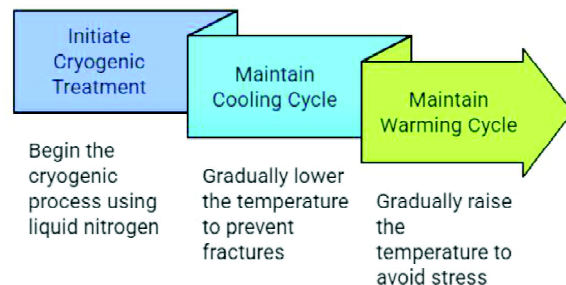 Initiate
Cryogenic
Treatment
Begin the
cryogenic
process using
liquid nitrogen
Maintain
Cooling Cycle
Gradually lower
the temperature
to prevent
fractures
Maintain
Warming Cycle
Gradually raise
the
temperature to
avoid stress